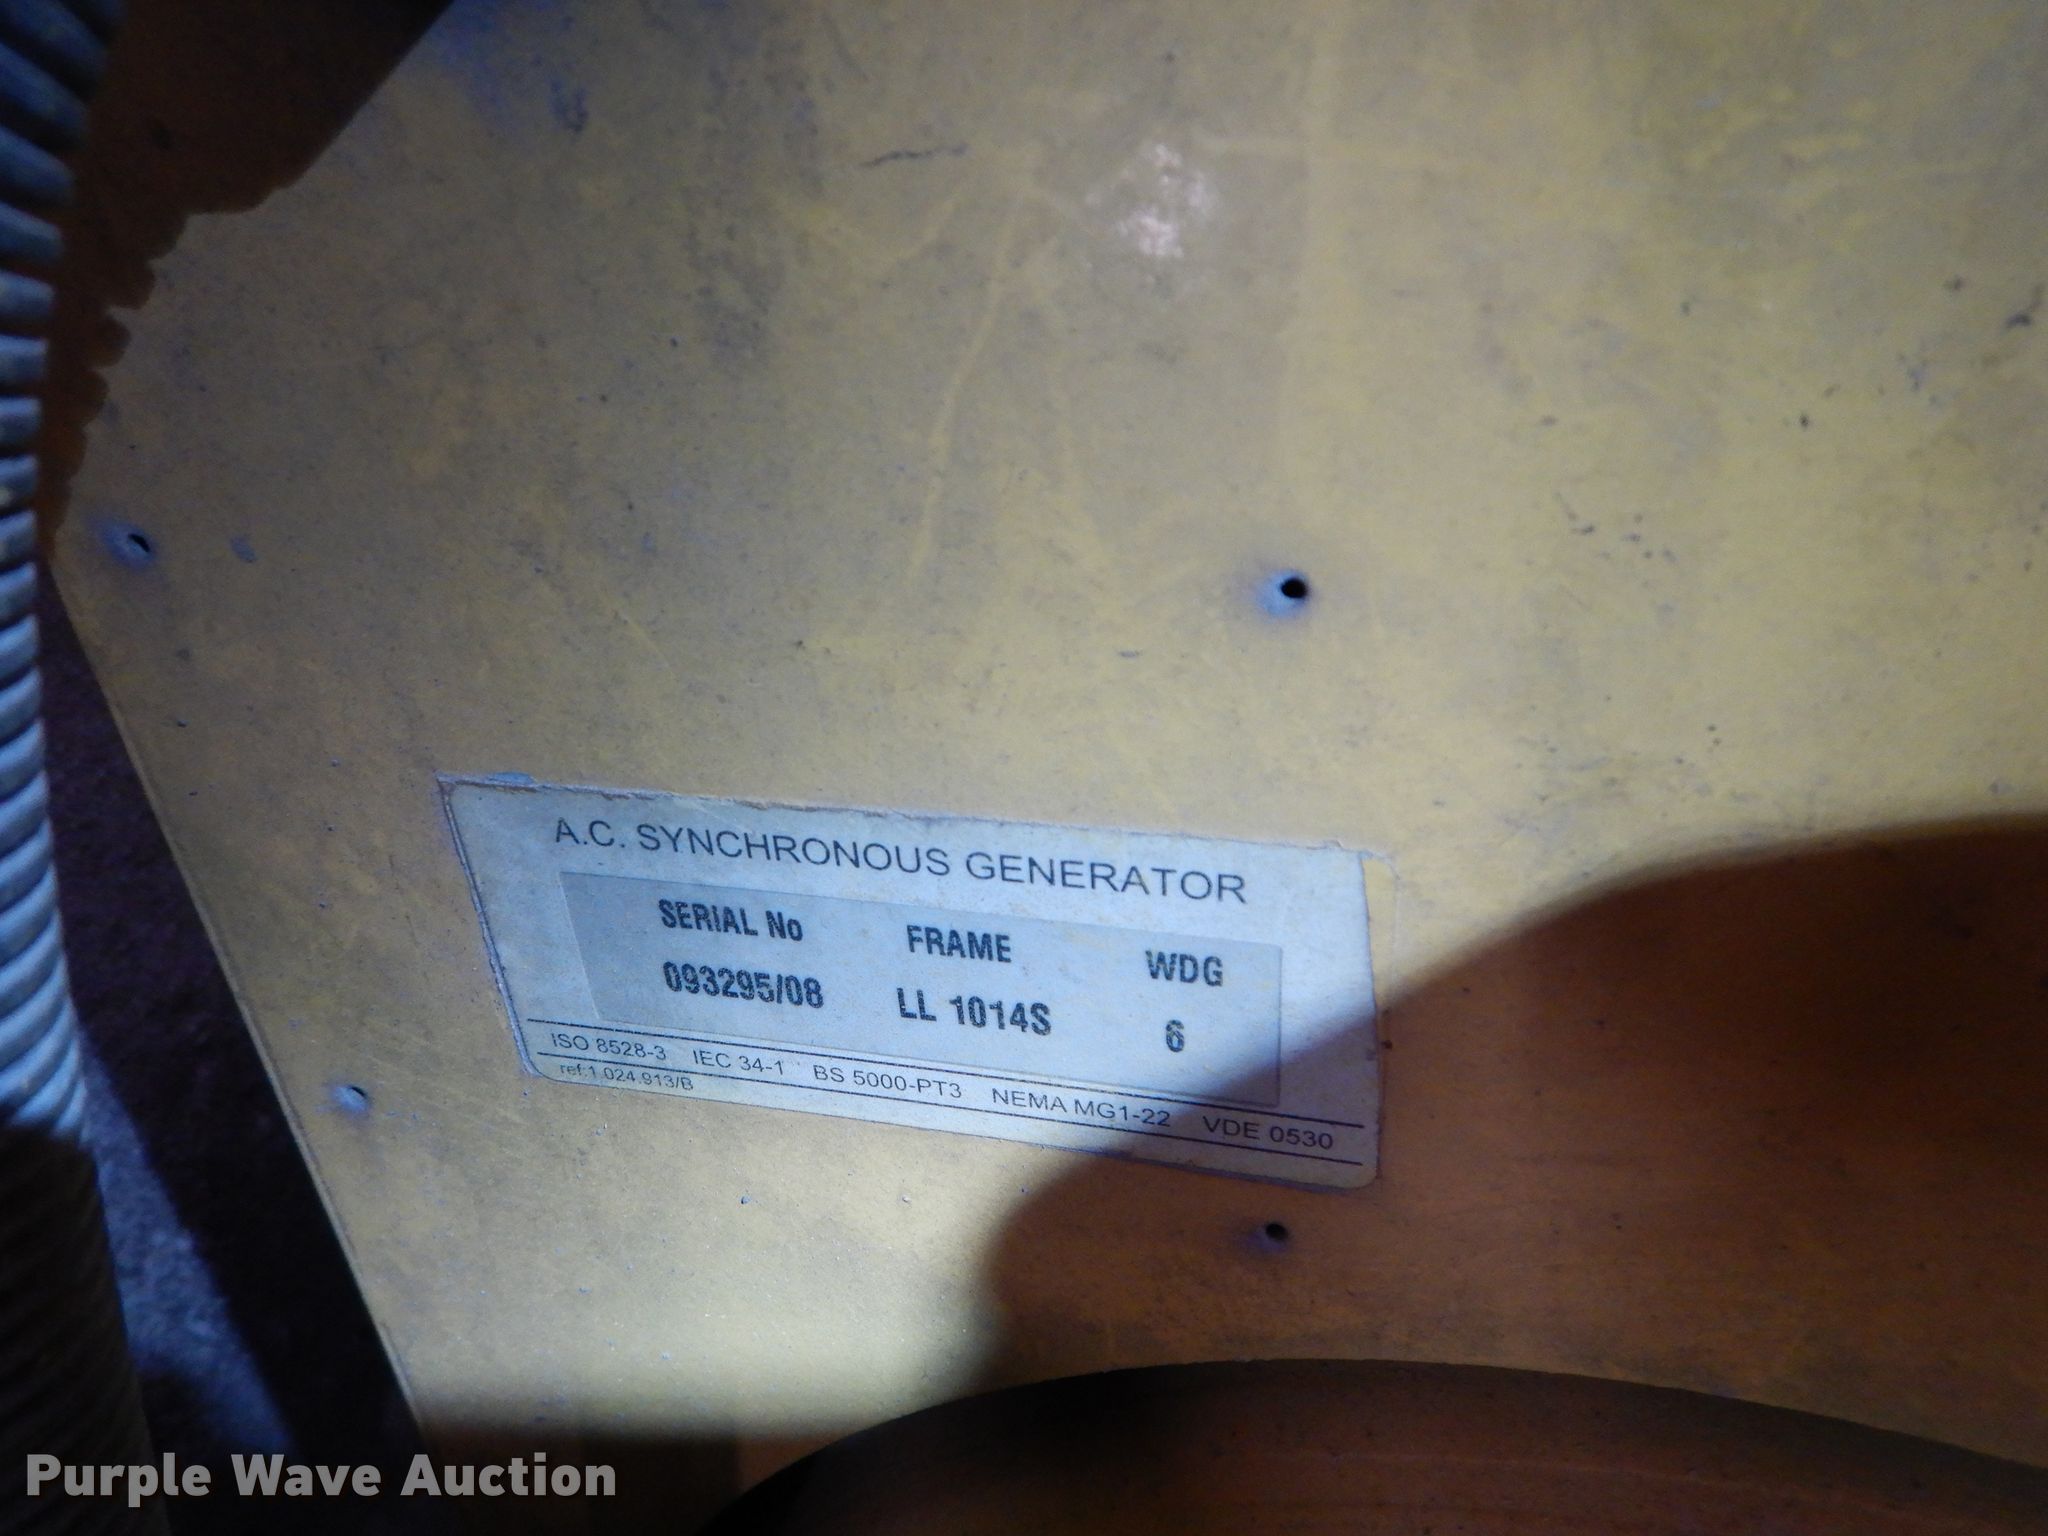 A.C. SYNCHRONOUS GENERATOR
SERIAL No FRAME WDG
093295/08 LL 1014S 6
ISO 8528-3 IEC 34-1 BS 5000-PT3 NEMA MG1-22 VDE 0530
ref:1.024.913/B
Purple Wave Auction